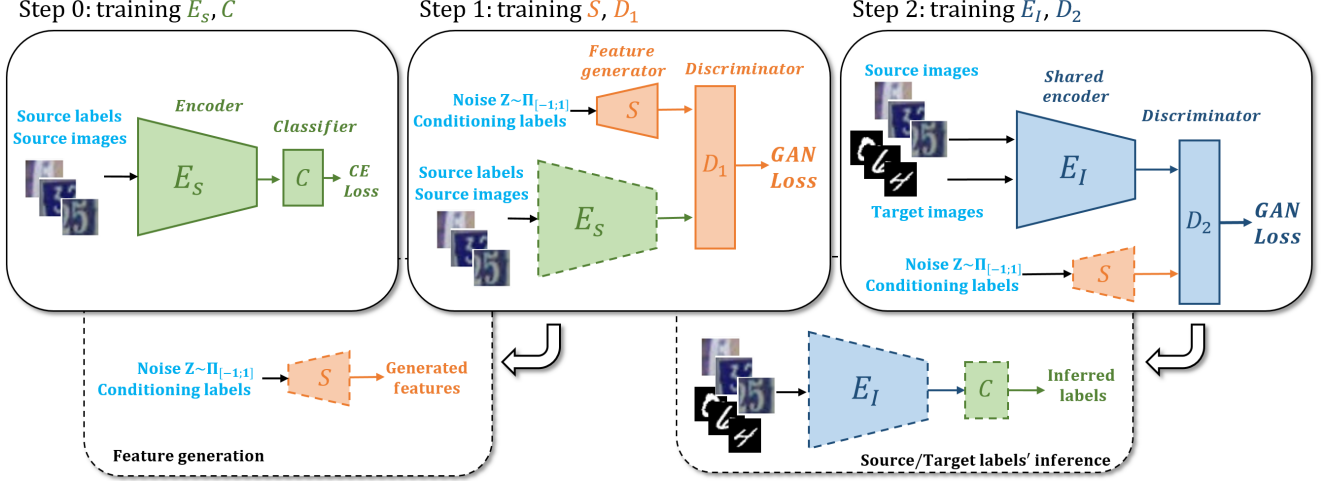 Step 0: training E_s, C
Source labels
Source images
Encoder
E_s
Classifier
C
CE
Loss
Step 1: training S, D_1
Feature
generator
Discriminator
Noise Z~Π_[-1;1]
Conditioning labels
S
Source labels
Source images
E_s
D_1
GAN
Loss
Step 2: training E_I, D_2
Source images
Shared
encoder
Discriminator
E_I
Target images
Noise Z~Π_[-1;1]
Conditioning labels
S
D_2
GAN
Loss
Noise Z~Π_[-1;1]
Conditioning labels
S
Generated
features
Feature generation
E_I
C
Inferred
labels
Source/Target labels' inference